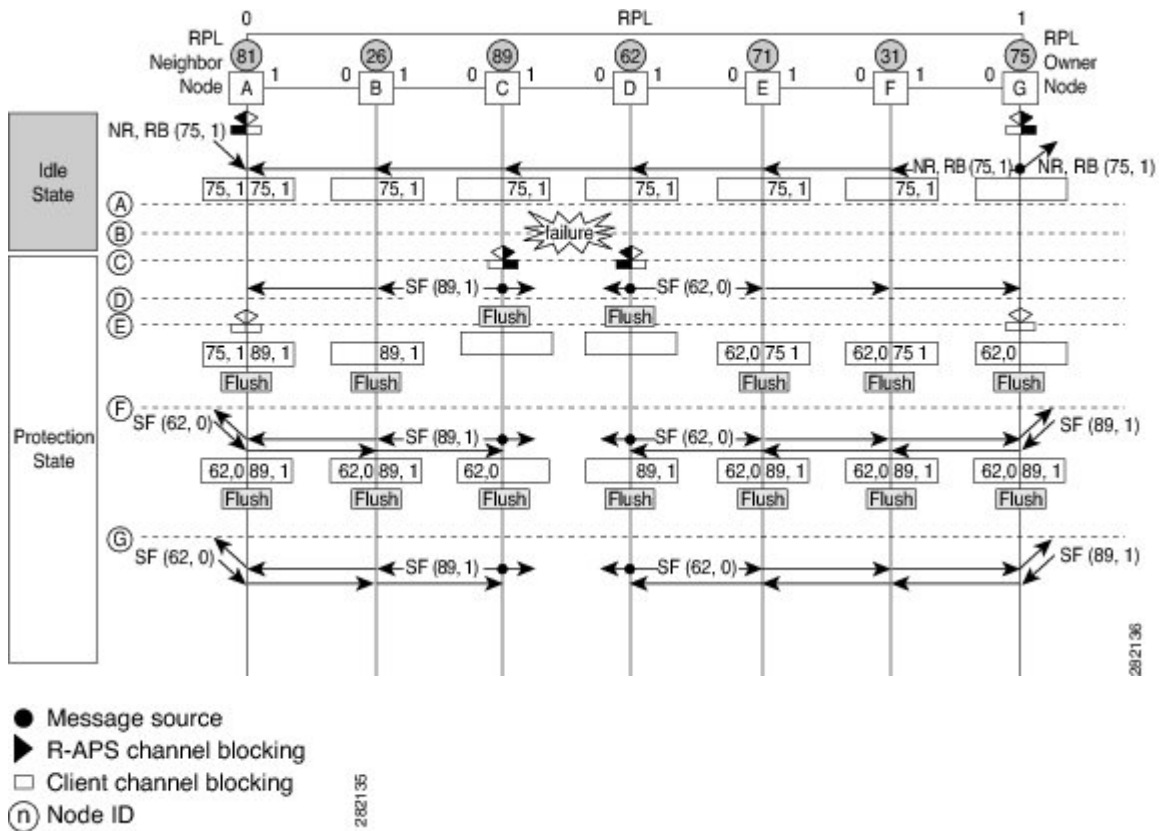 0 RPL 1
RPL Neighbor Node 81 26 89 62 71 31 75 RPL Owner Node
A 1 0 B 1 0 C 1 0 D 1 0 E 1 0 F 1 0 G
Idle State
NR, RB (75, 1) NR, RB (75, 1) NR, RB (75, 1)
75, 1 75, 1 75, 1 75, 1 75, 1 75, 1 75, 1
A
B failure
C
SF (89, 1) SF (62, 0)
D
Flush Flush
E
75, 1 89, 1 89, 1 62,0 75 1 62,0 75 1 62,0
Flush Flush Flush Flush Flush
Protection State
F
SF (62, 0) SF (89, 1) SF (62, 0) SF (89, 1)
62,0 89, 1 62,0 89, 1 62,0 89, 1 62,0 89, 1 62,0 89, 1 62,0 89, 1
Flush Flush Flush Flush Flush Flush Flush
G
SF (62, 0) SF (89, 1) SF (62, 0) SF (89, 1)
282136
Message source
R-APS channel blocking
Client channel blocking
n Node ID
282135